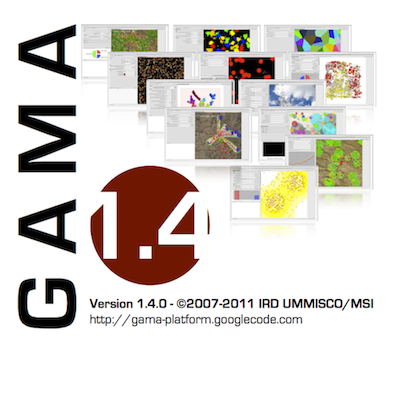 GAMA
1.4
Version 1.4.0 - ©2007-2011 IRD UMMISCO/MSI
http://gama-platform.googlecode.com